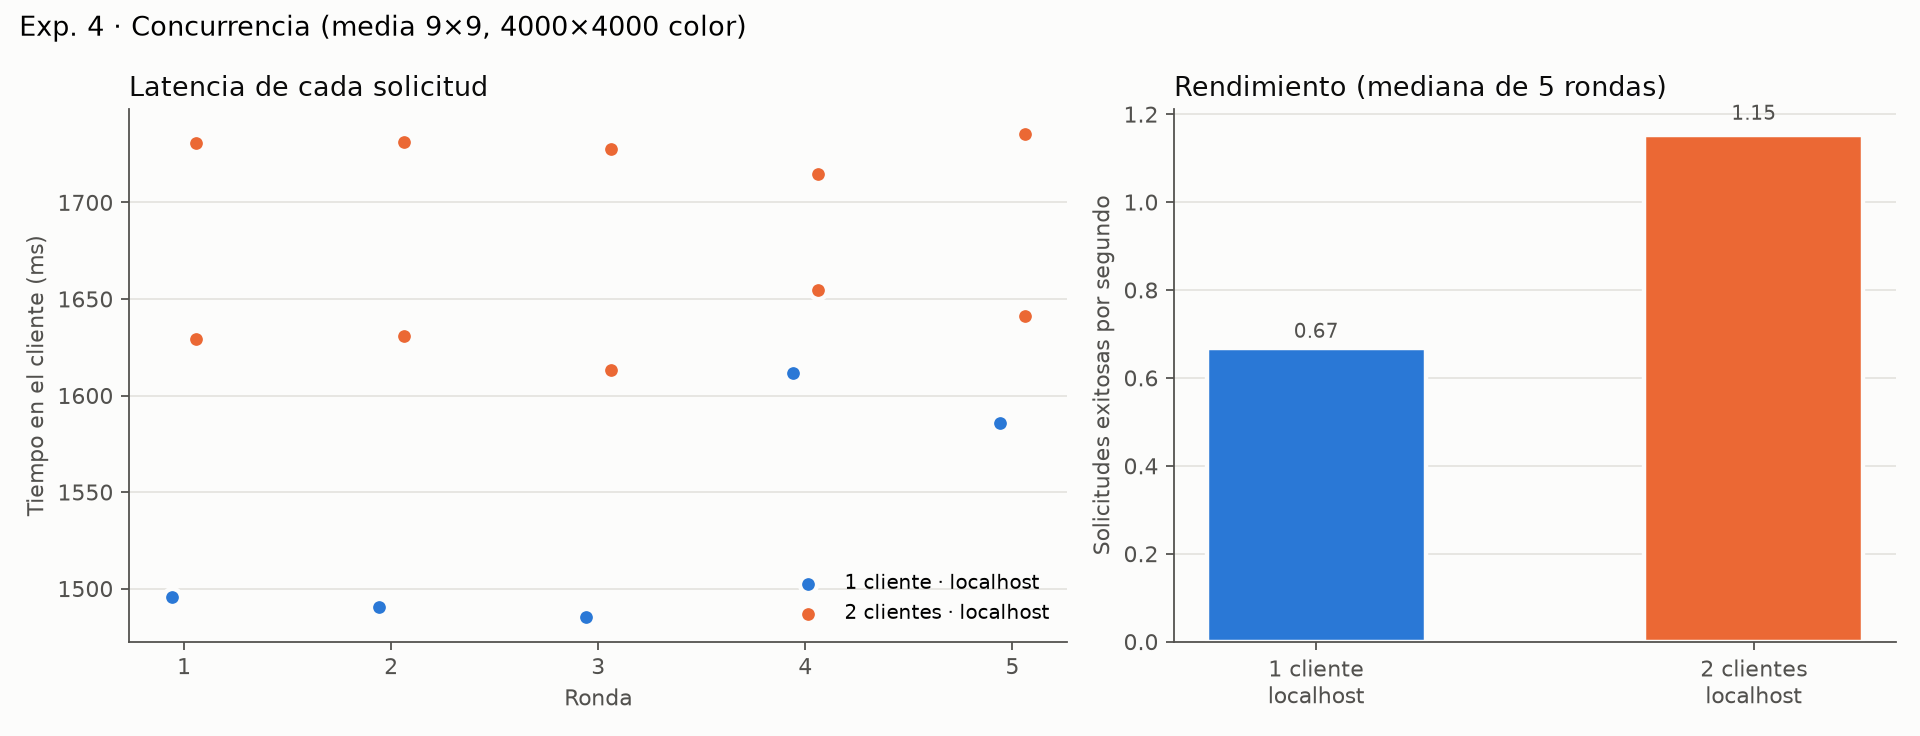 Exp. 4 · Concurrencia (media 9×9, 4000×4000 color)
Latencia de cada solicitud
Tiempo en el cliente (ms)
1700
1650
1600
1550
1500
1 cliente · localhost
2 clientes · localhost
1
2
3
4
5
Ronda
Rendimiento (mediana de 5 rondas)
Solicitudes exitosas por segundo
1.2
1.0
0.8
0.6
0.4
0.2
0.0
0.67
1.15
1 cliente
localhost
2 clientes
localhost